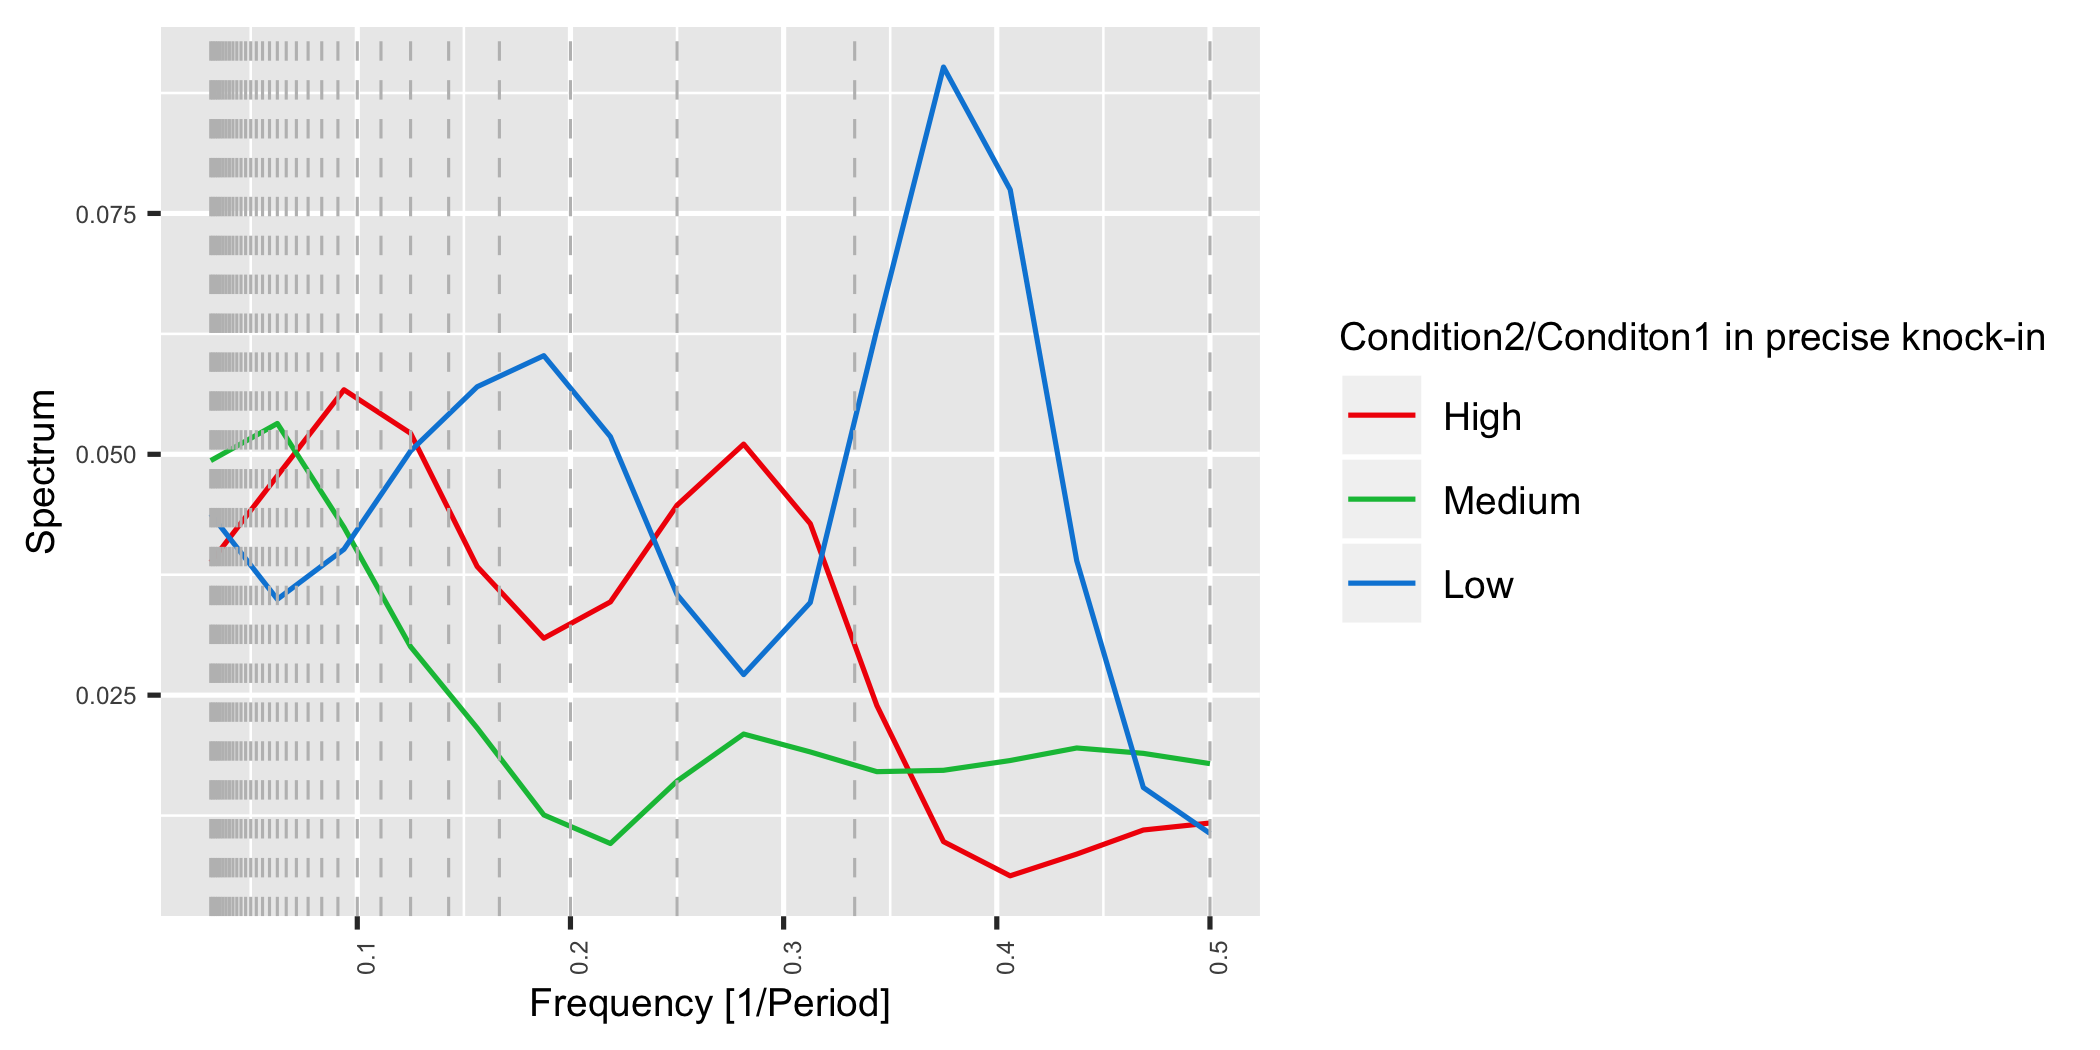 Spectrum
0.075
0.050
0.025
0.1
0.2
0.3
0.4
0.5
Frequency [1/Period]
Condition2/Conditon1 in precise knock-in
High
Medium
Low